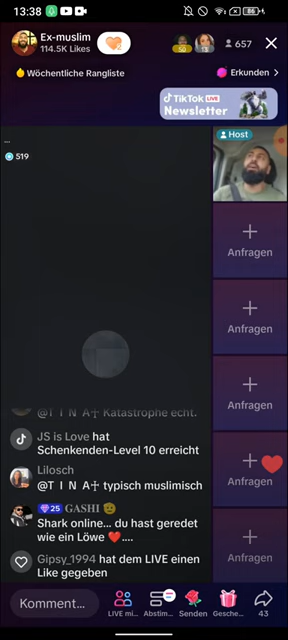 13:38
86
Ex-muslim
114.5K Likes
50
13
657
Wöchentliche Rangliste
Erkunden >
TikTok LIVE
Newsletter
...
519
Host
Anfragen
Anfragen
Anfragen
Anfragen
Anfragen
@T I N A╬ Katastrophe echt.
JS is Love hat
Schenkenden-Level 10 erreicht
Lilosch
@T I N A╬ typisch muslimisch
25 GASHI 🤢
Shark online... du hast geredet
wie ein Löwe ❤️....
Gipsy_1994 hat dem LIVE einen
Like gegeben
Komment...
LIVE mi...
Abstim...
Senden
Gesche...
43